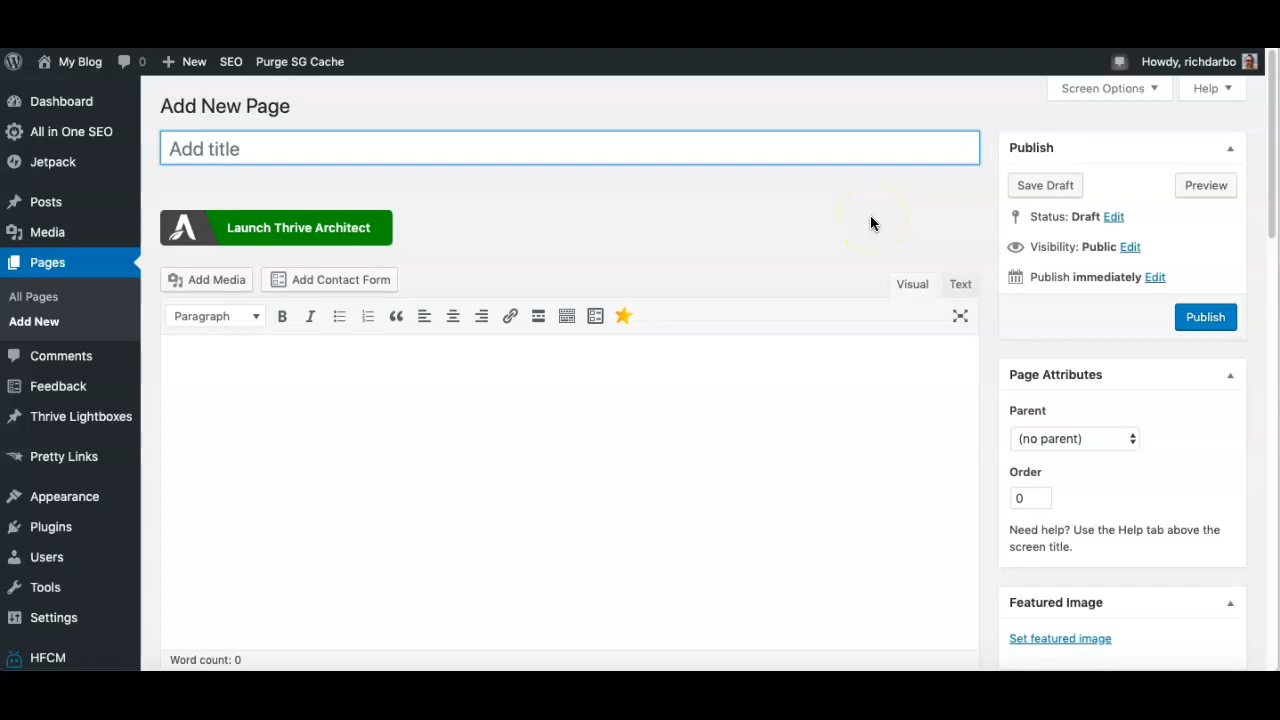 My Blog
0
New
SEO
Purge SG Cache
Howdy, richdarbo
Dashboard
All in One SEO
Jetpack
Posts
Media
Pages
All Pages
Add New
Comments
Feedback
Thrive Lightboxes
Pretty Links
Appearance
Plugins
Users
Tools
Settings
HFCM
Screen Options
Help
Add New Page
Add title
Launch Thrive Architect
Add Media
Add Contact Form
Visual
Text
Paragraph
B
I
Word count: 0
Publish
Save Draft
Preview
Status: Draft Edit
Visibility: Public Edit
Publish immediately Edit
Publish
Page Attributes
Parent
(no parent)
Order
0
Need help? Use the Help tab above the
screen title.
Featured Image
Set featured image